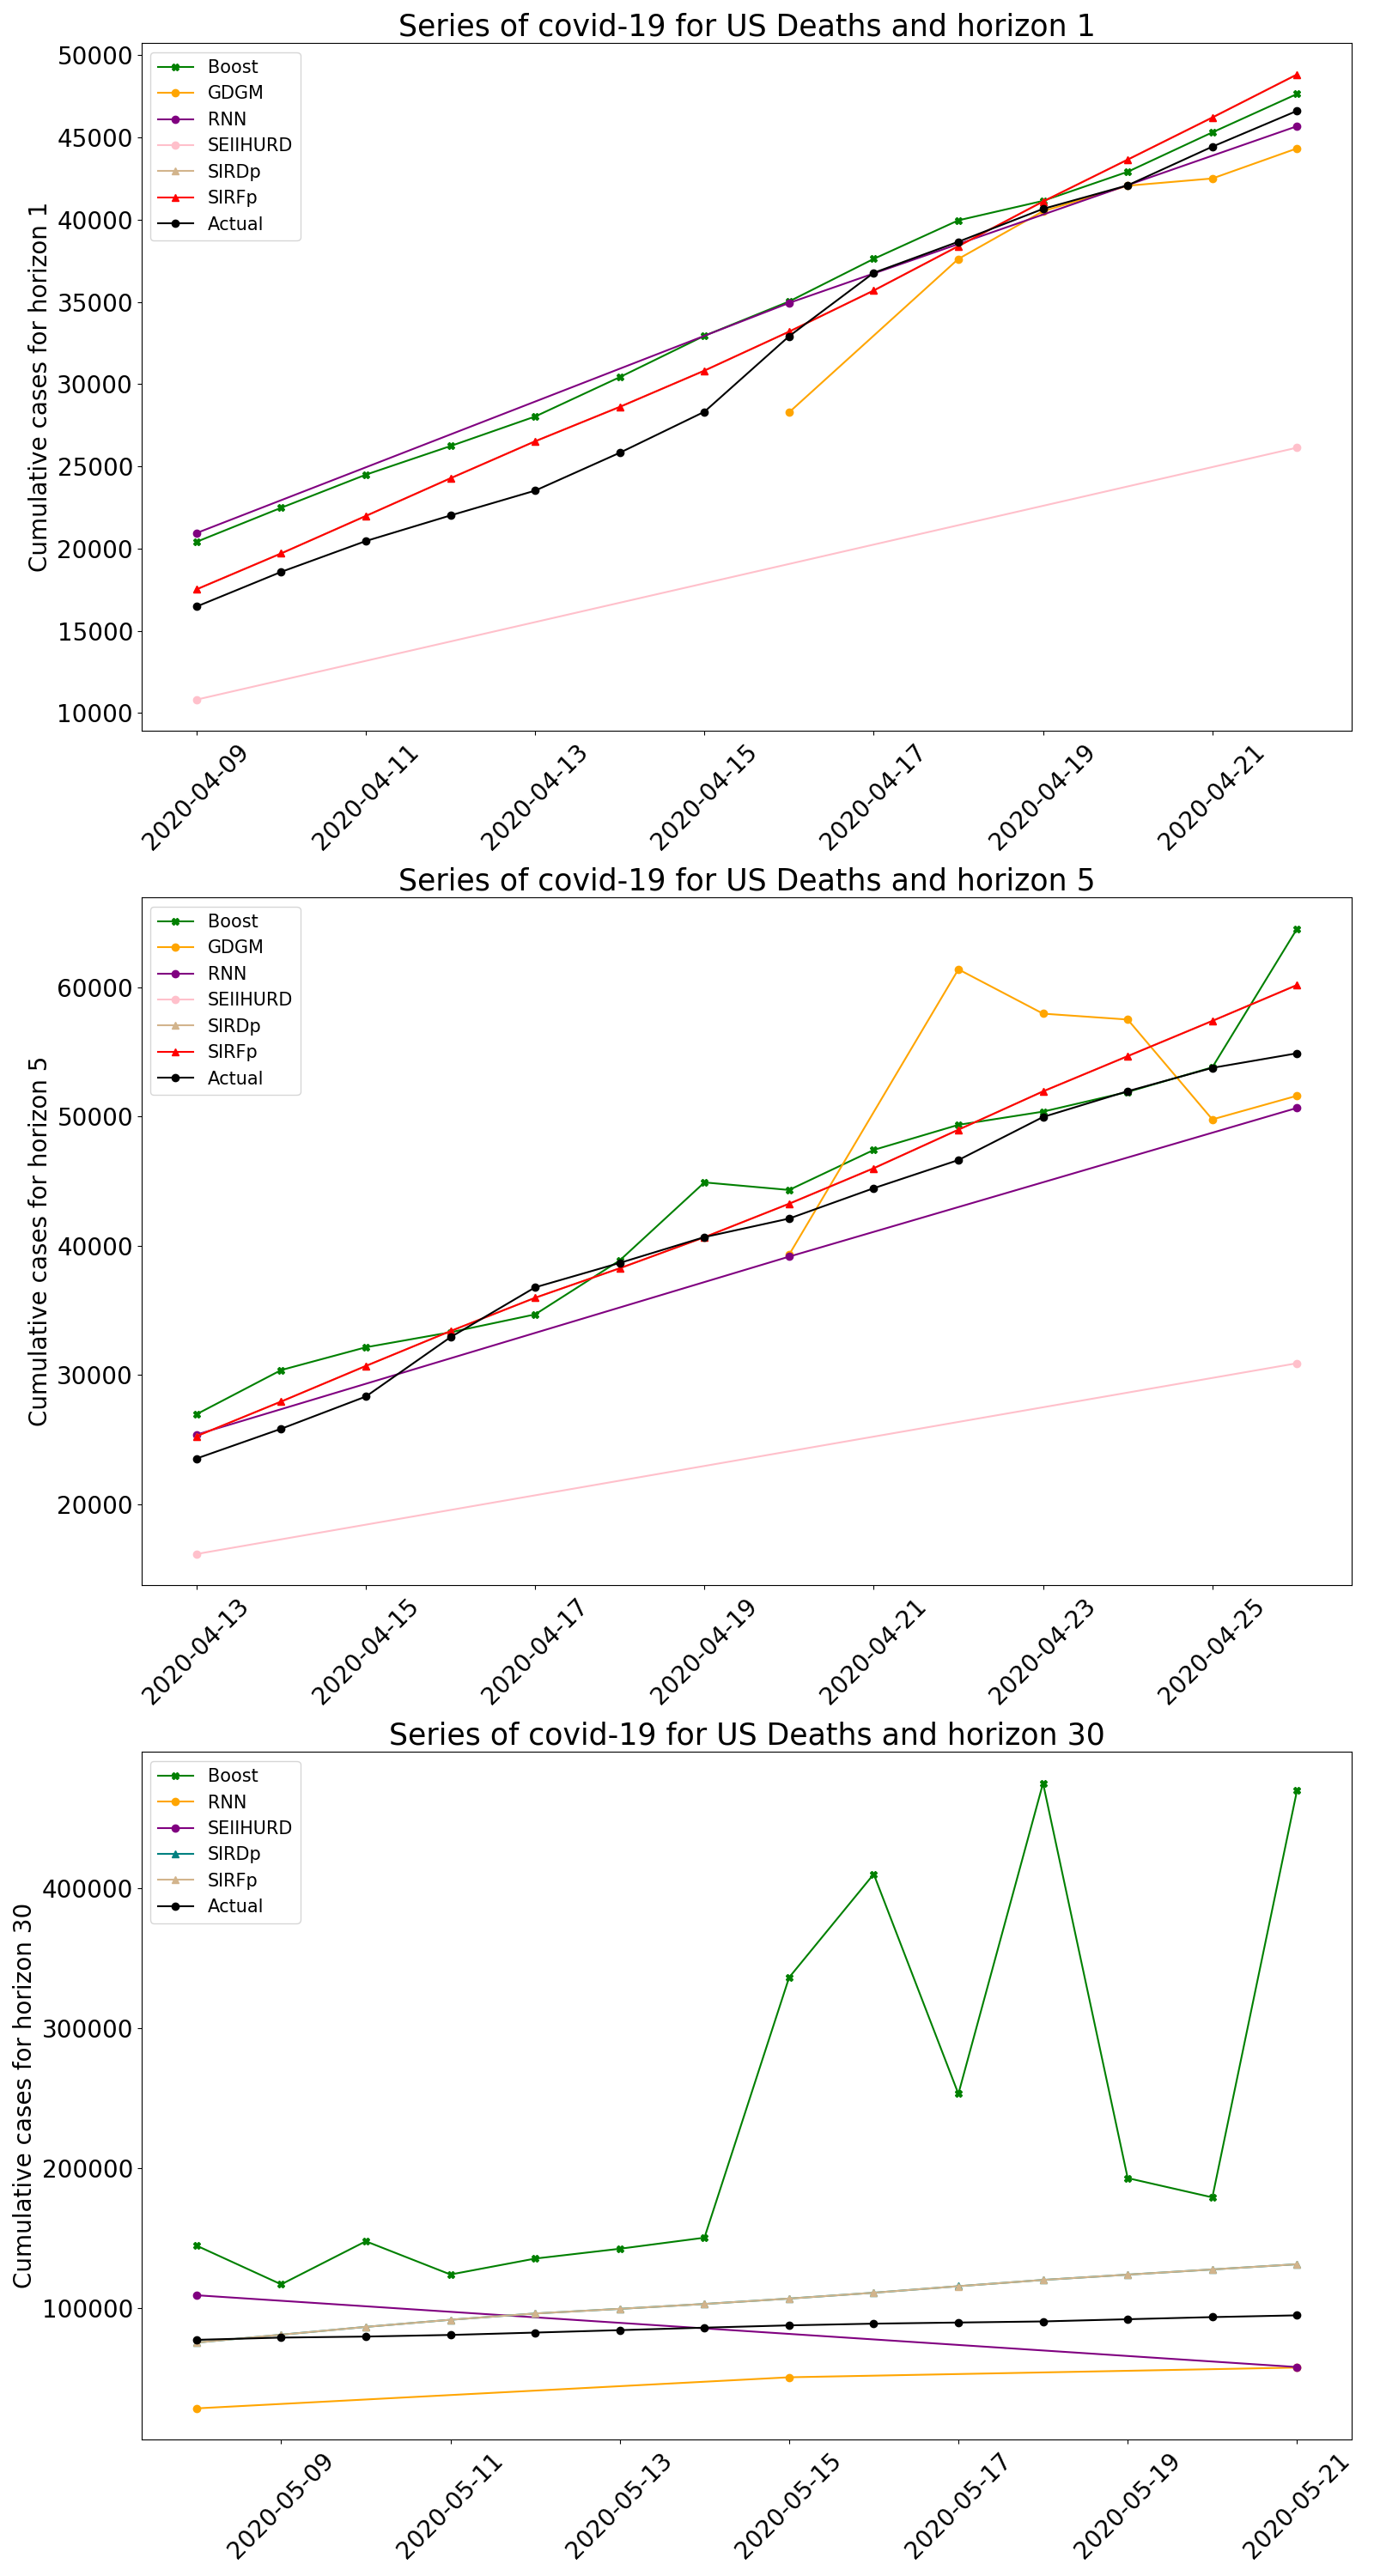 Series of covid-19 for US Deaths and horizon 1
Cumulative cases for horizon 1
50000
45000
40000
35000
30000
25000
20000
15000
10000
Boost
GDGM
RNN
SEIIHURD
SIRDp
SIRFp
Actual
2020-04-09
2020-04-11
2020-04-13
2020-04-15
2020-04-17
2020-04-19
2020-04-21
Series of covid-19 for US Deaths and horizon 5
Cumulative cases for horizon 5
60000
50000
40000
30000
20000
Boost
GDGM
RNN
SEIIHURD
SIRDp
SIRFp
Actual
2020-04-13
2020-04-15
2020-04-17
2020-04-19
2020-04-21
2020-04-23
2020-04-25
Series of covid-19 for US Deaths and horizon 30
Cumulative cases for horizon 30
400000
300000
200000
100000
Boost
RNN
SEIIHURD
SIRDp
SIRFp
Actual
2020-05-09
2020-05-11
2020-05-13
2020-05-15
2020-05-17
2020-05-19
2020-05-21